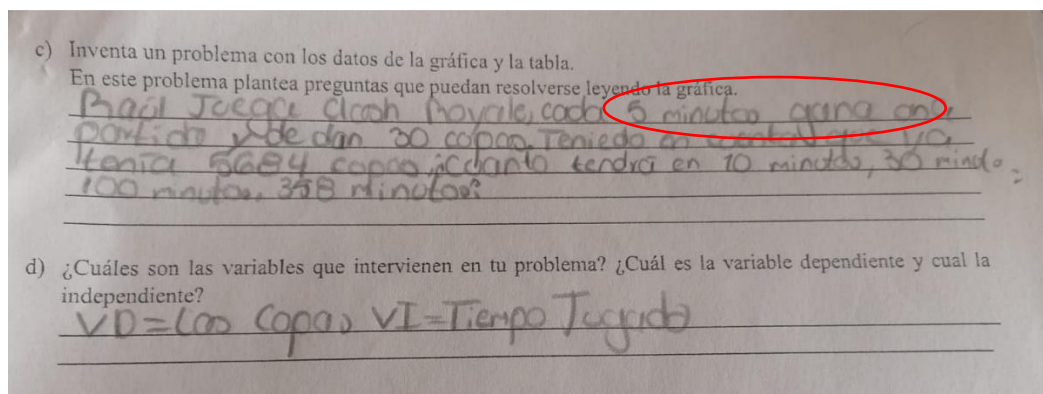 c) Inventa un problema con los datos de la gráfica y la tabla.
En este problema plantea preguntas que puedan resolverse leyendo la gráfica.
Raúl Juega clash Royale, cada 5 minutos gana una
partida y le dan 30 copas. Teniedo en cuenta que ya
tenía 5684 copas ¿Cuanto tendrá en 10 minutos, 30 minutos
100 minutos, 358 Minutos?
d) ¿Cuáles son las variables que intervienen en tu problema? ¿Cuál es la variable dependiente y cual la
independiente?
VD=Las Copas VI=Tiempo Jugado